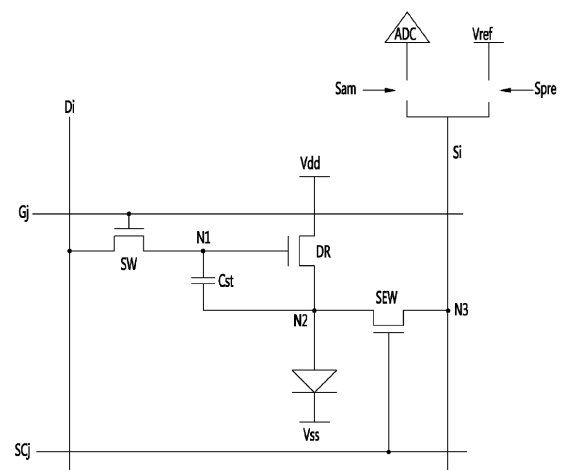 ADC
Vref
Sam
Spre
Di
Si
Vdd
Gj
N1
DR
SW
Cst
SEW
N2
N3
Vss
SCj